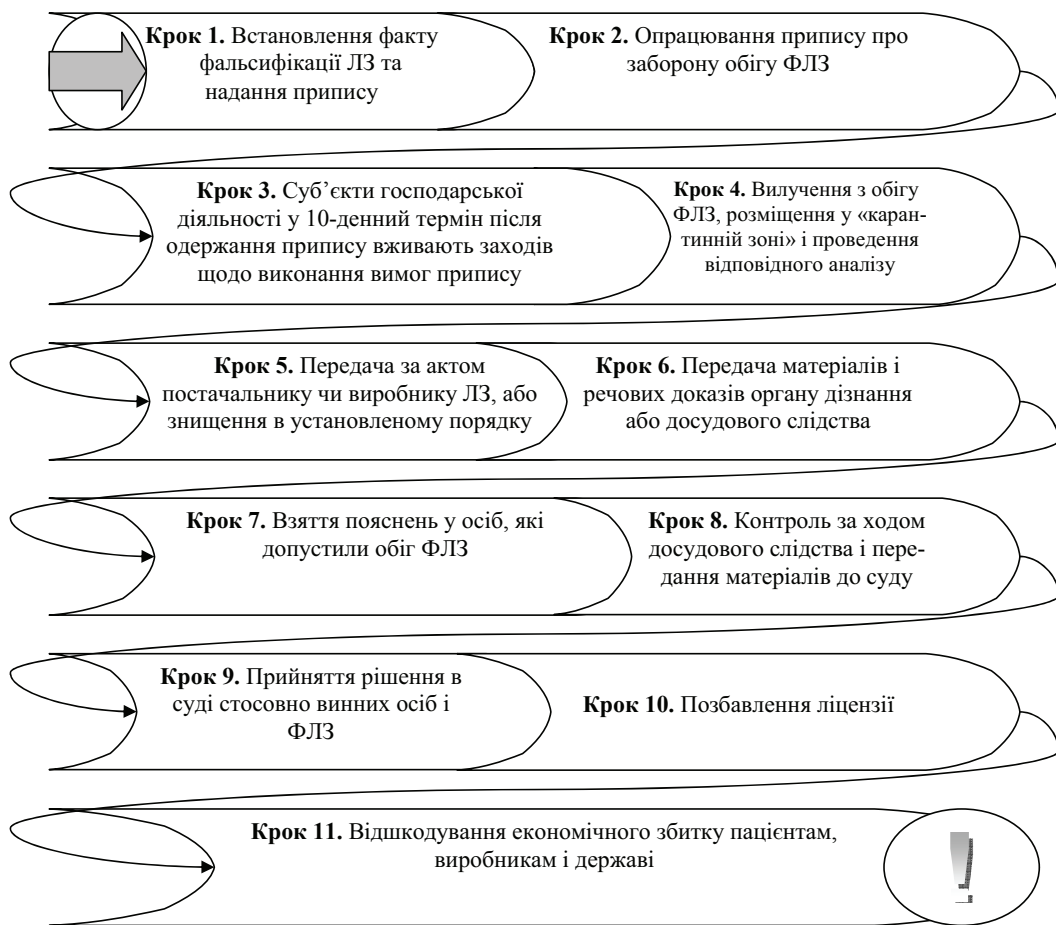 Крок 1. Встановлення факту
фальсифікації ЛЗ та
надання припису
Крок 2. Опрацювання припису про
заборону обігу ФЛЗ
Крок 3. Суб’єкти господарської
діяльності у 10-денний термін після
одержання припису вживають заходів
щодо виконання вимог припису
Крок 4. Вилучення з обігу
ФЛЗ, розміщення у «каран-
тинній зоні» і проведення
відповідного аналізу
Крок 5. Передача за актом
постачальнику чи виробнику ЛЗ, або
знищення в установленому порядку
Крок 6. Передача матеріалів і
речових доказів органу дізнання
або досудового слідства
Крок 7. Взяття пояснень у осіб, які
допустили обіг ФЛЗ
Крок 8. Контроль за ходом
досудового слідства і пере-
дання матеріалів до суду
Крок 9. Прийняття рішення в
суді стосовно винних осіб і
ФЛЗ
Крок 10. Позбавлення ліцензії
Крок 11. Відшкодування економічного збитку пацієнтам,
виробникам і державі
!